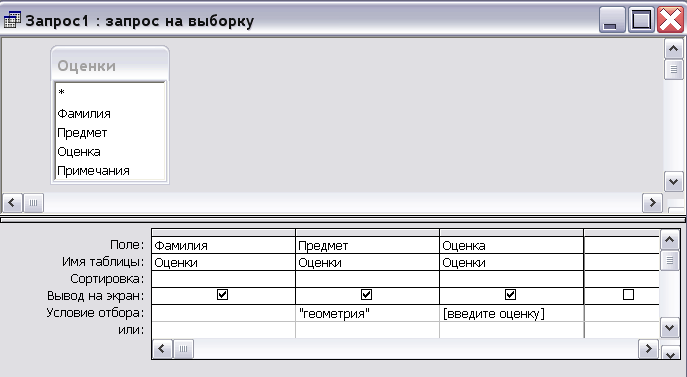 Запрос1 : запрос на выборку
Оценки
*
Фамилия
Предмет
Оценка
Примечания
Поле: Фамилия Предмет Оценка
Имя таблицы: Оценки Оценки Оценки
Сортировка:
Вывод на экран:
Условие отбора: "геометрия" [введите оценку]
или: